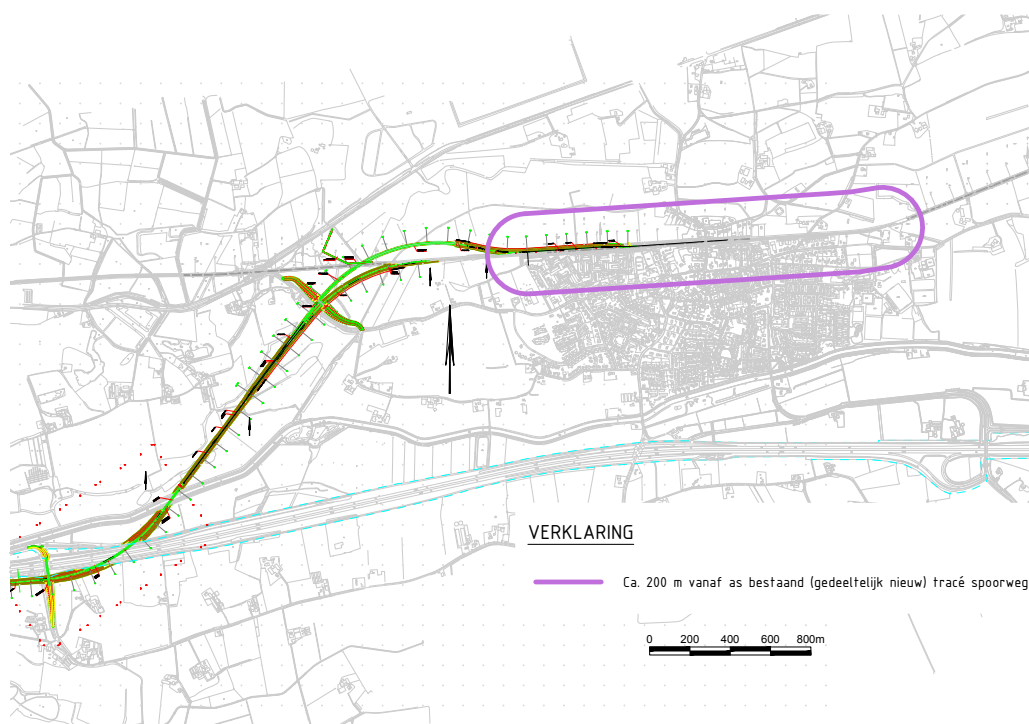 VERKLARING
Ca. 200 m vanaf as bestaand (gedeeltelijk nieuw) tracé spoorweg
0 200 400 600 800m